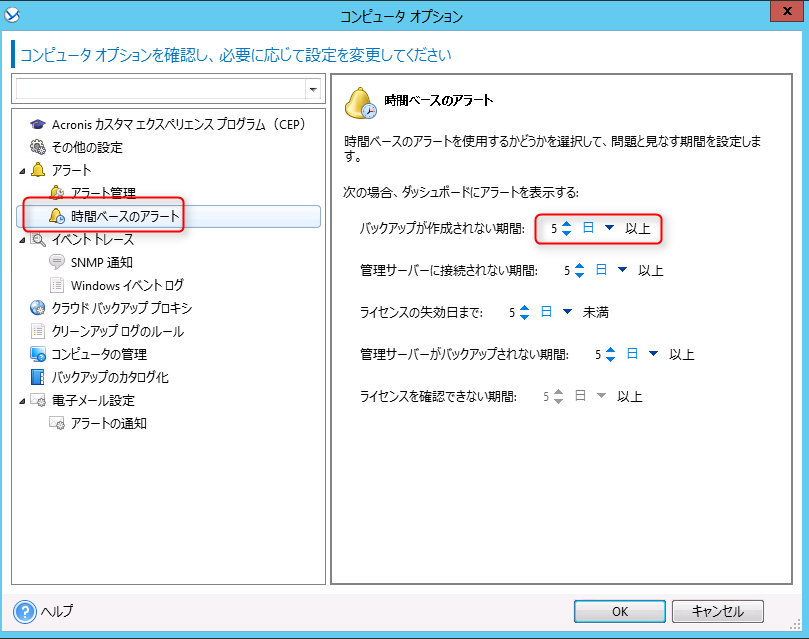 コンピュータ オプション
x
コンピュータ オプションを確認し、必要に応じて設定を変更してください
Acronis カスタマ エクスペリエンス プログラム（CEP）
その他の設定
アラート
アラート管理
時間ベースのアラート
イベント トレース
SNMP 通知
Windows イベント ログ
クラウド バックアップ プロキシ
クリーンアップ ログのルール
コンピュータの管理
バックアップのカタログ化
電子メール設定
アラートの通知
時間ベースのアラート
時間ベースのアラートを使用するかどうかを選択して、問題と見なす期間を設定しま
す。
次の場合、ダッシュボードにアラートを表示する:
バックアップが作成されない期間: 5 日 以上
管理サーバーに接続されない期間: 5 日 以上
ライセンスの失効日まで: 5 日 未満
管理サーバーがバックアップされない期間: 5 日 以上
ライセンスを確認できない期間: 5 日 以上
? ヘルプ
OK
キャンセル